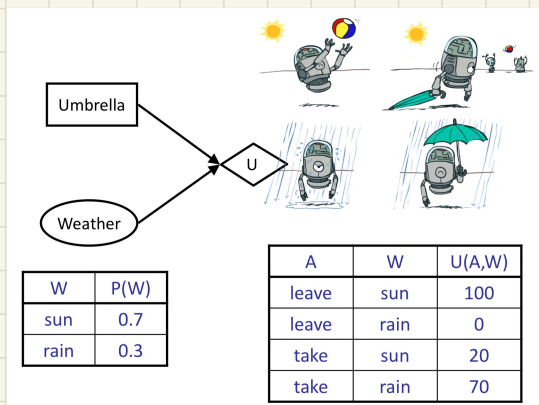 Umbrella
U
Weather
W P(W)
sun 0.7
rain 0.3
A W U(A,W)
leave sun 100
leave rain 0
take sun 20
take rain 70